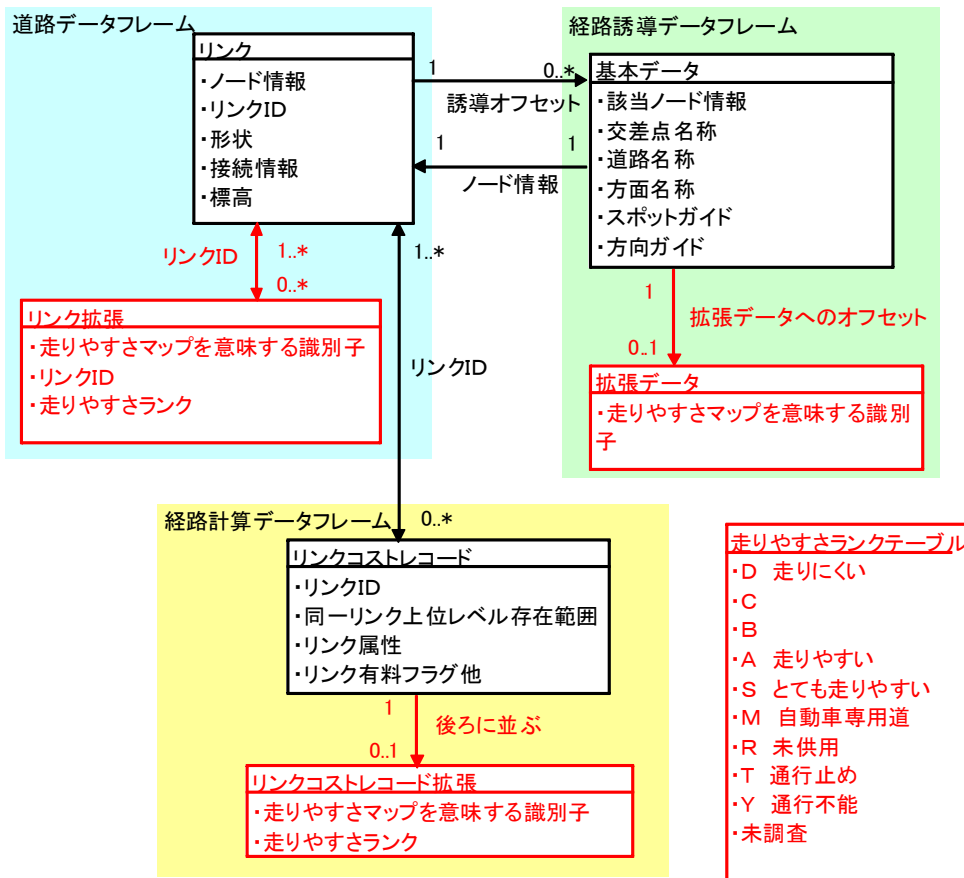 道路データフレーム
リンク
・ノード情報
・リンクID
・形状
・接続情報
・標高
1
0..*
誘導オフセット
1
1
ノード情報
経路誘導データフレーム
基本データ
・該当ノード情報
・交差点名称
・道路名称
・方面名称
・スポットガイド
・方向ガイド
リンクID
1..*
0..*
1..*
リンク拡張
・走りやすさマップを意味する識別子
・リンクID
・走りやすさランク
リンクID
1
拡張データへのオフセット
0..1
拡張データ
・走りやすさマップを意味する識別
子
経路計算データフレーム
0..*
リンクコストレコード
・リンクID
・同一リンク上位レベル存在範囲
・リンク属性
・リンク有料フラグ他
1
後ろに並ぶ
0..1
リンクコストレコード拡張
・走りやすさマップを意味する識別子
・走りやすさランク
走りやすさランクテーブル
・D 走りにくい
・C
・B
・A 走りやすい
・S とても走りやすい
・M 自動車専用道
・R 未供用
・T 通行止め
・Y 通行不能
・未調査